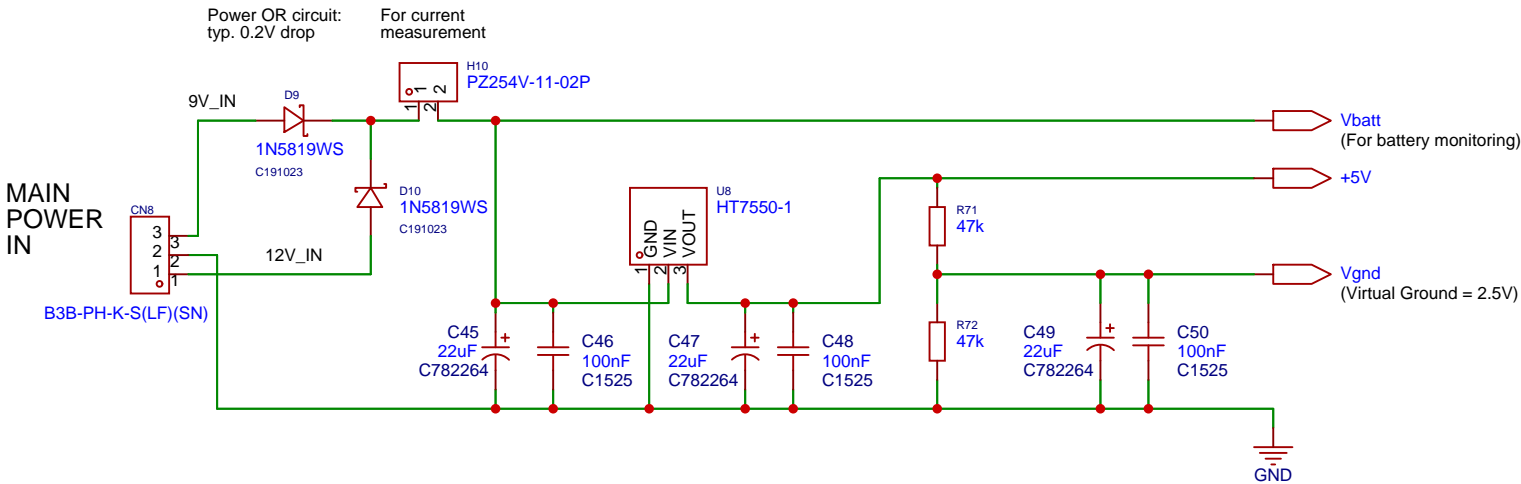 Power OR circuit:
typ. 0.2V drop
For current
measurement
H10
PZ254V-11-02P
1
2
1
2
9V_IN
D9
1N5819WS
C191023
D10
1N5819WS
C191023
MAIN
POWER
IN
CN8
3
2
1
3
2
1
12V_IN
B3B-PH-K-S(LF)(SN)
U8
HT7550-1
GND
VIN
VOUT
1
2
3
Vbatt
(For battery monitoring)
+5V
R71
47k
Vgnd
(Virtual Ground = 2.5V)
R72
47k
C45
22uF
C782264
+
C46
100nF
C1525
C47
22uF
C782264
+
C48
100nF
C1525
C49
22uF
C782264
+
C50
100nF
C1525
GND